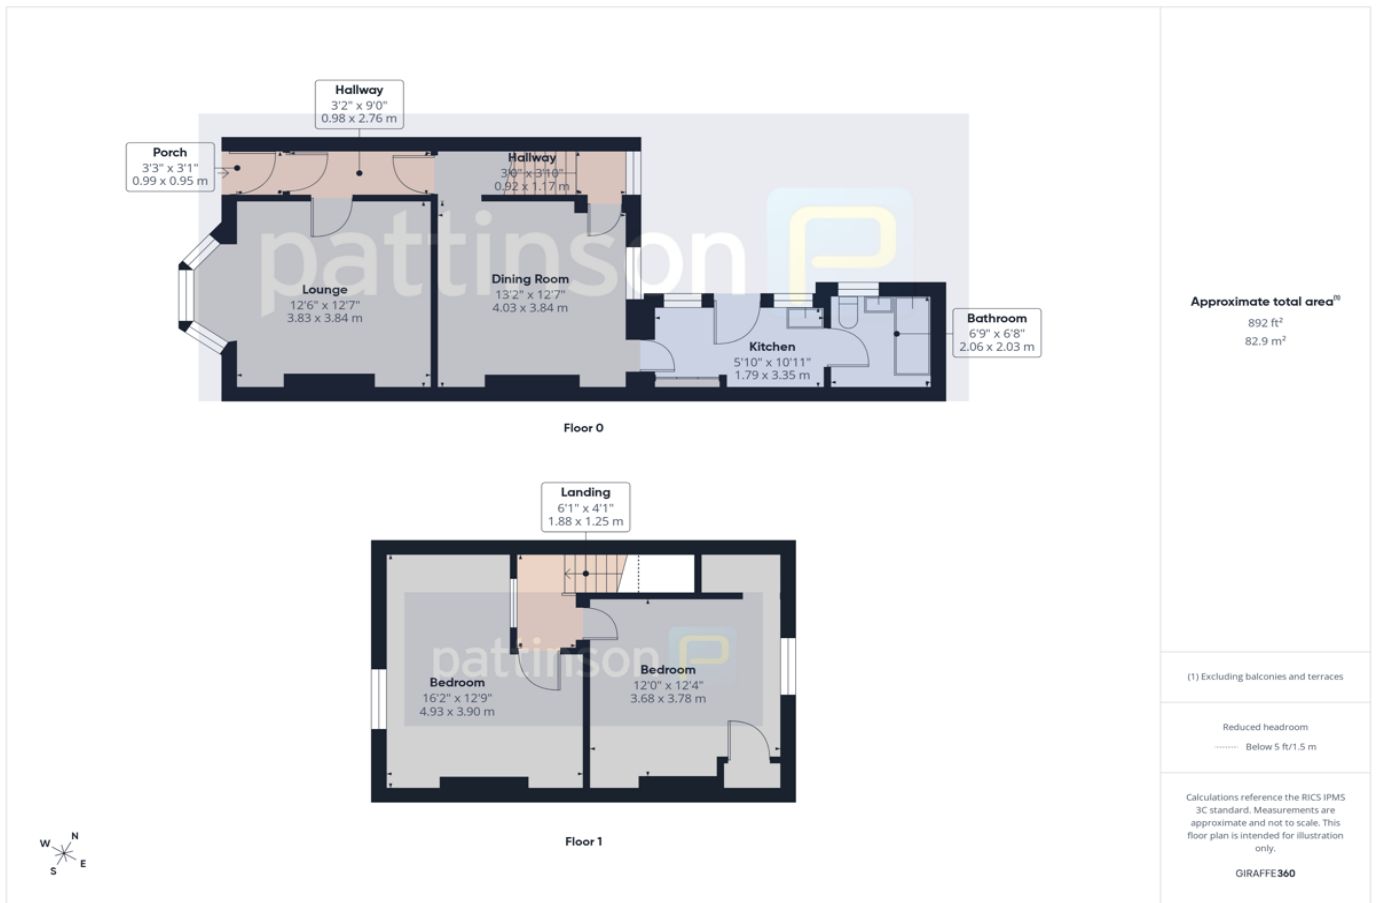 Hallway
3'2" x 9'0"
0.98 x 2.76 m
Porch
3'3" x 3'1"
0.99 x 0.95 m
Hallway
3'0" x 3'10"
0.92 x 1.17 m
pattinson
Lounge
12'6" x 12'7"
3.83 x 3.84 m
Dining Room
13'2" x 12'7"
4.03 x 3.84 m
Kitchen
5'10" x 10'11"
1.79 x 3.35 m
Bathroom
6'9" x 6'8"
2.06 x 2.03 m
Floor 0
Landing
6'1" x 4'1"
1.88 x 1.25 m
pattinson
Bedroom
16'2" x 12'9"
4.93 x 3.90 m
Bedroom
12'0" x 12'4"
3.68 x 3.78 m
Floor 1
N
W
E
S
Approximate total area(1)
892 ft²
82.9 m²
(1) Excluding balconies and terraces
Reduced headroom
Below 5 ft/1.5 m
Calculations reference the RICS IPMS
3C standard. Measurements are
approximate and not to scale. This
floor plan is intended for illustration
only.
GIRAFFE360